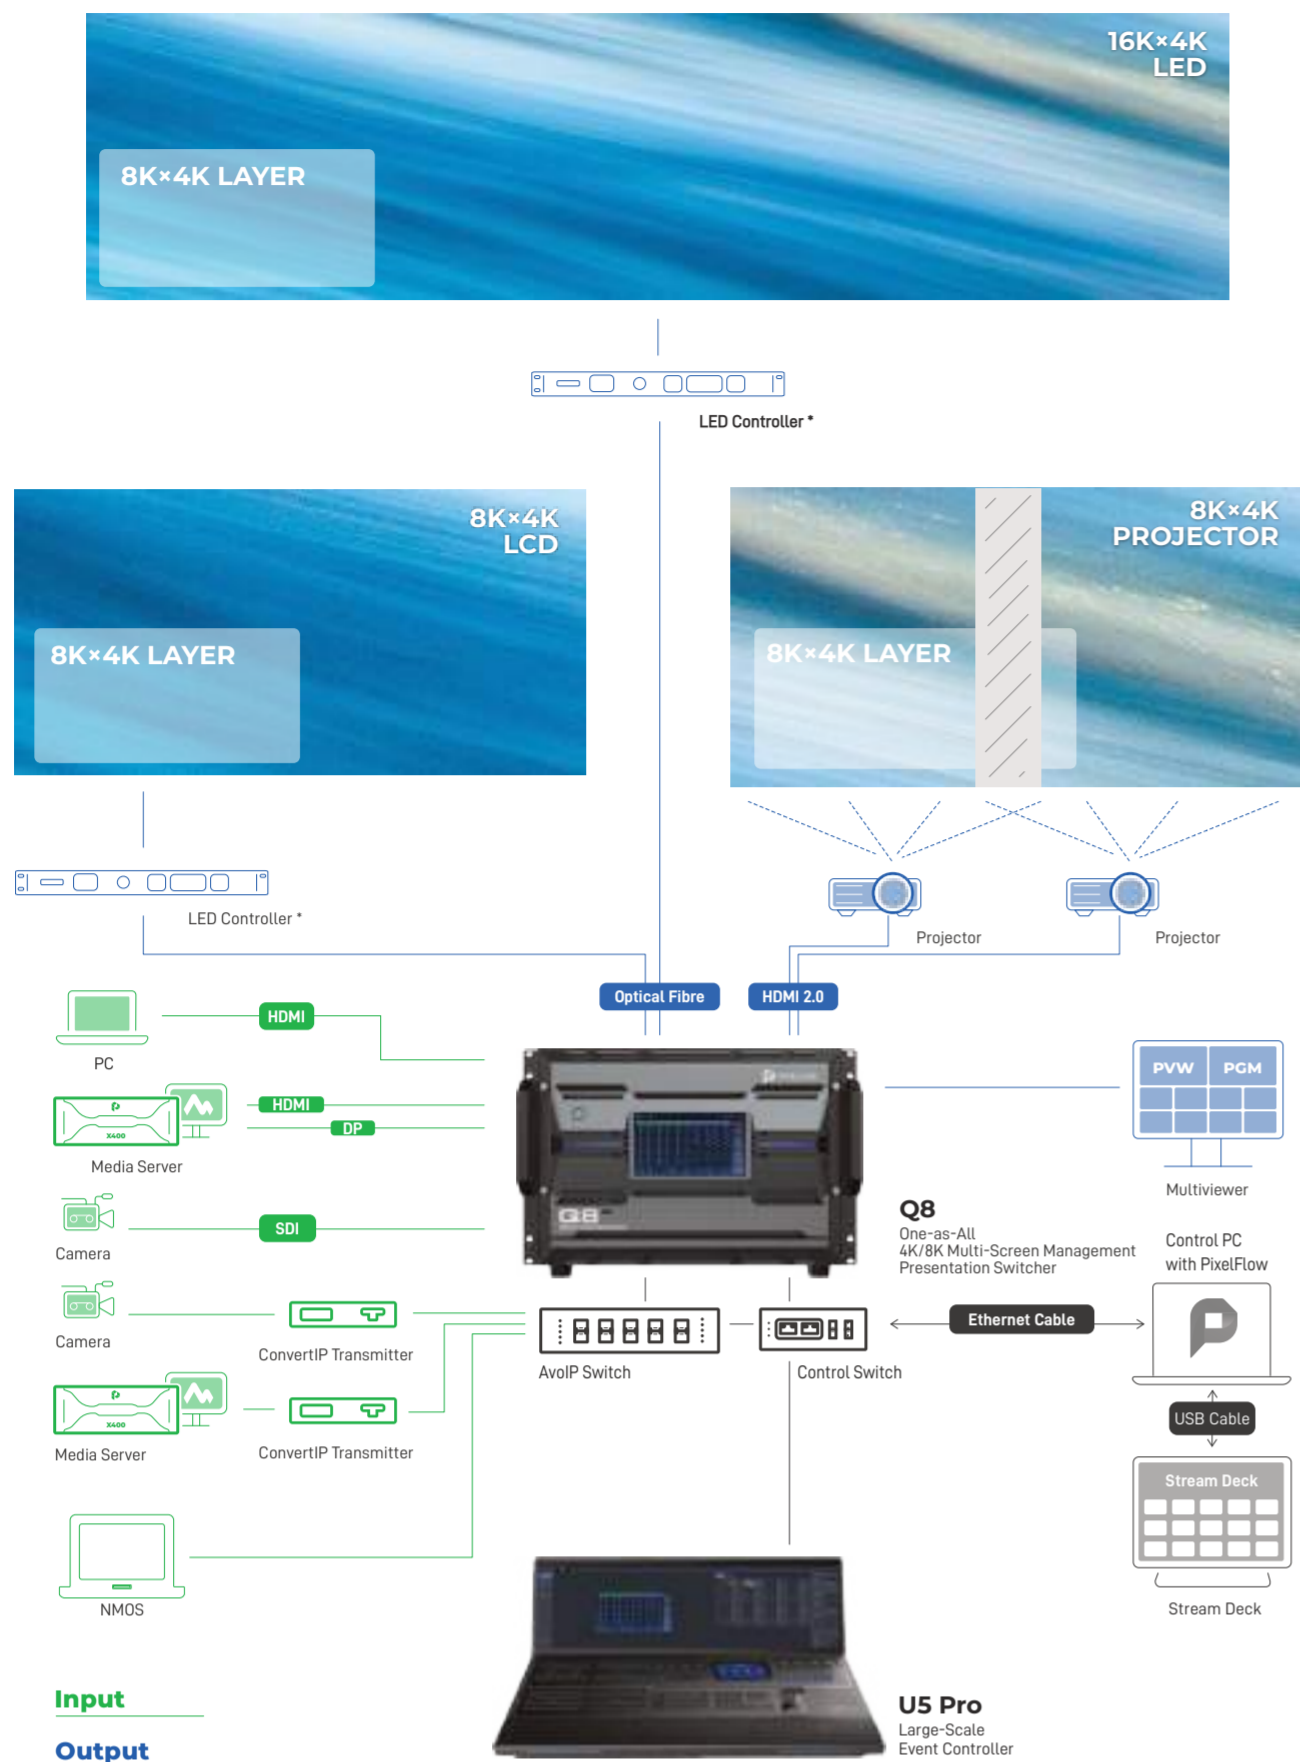 16K×4K
LED
8K×4K LAYER
LED Controller *
8K×4K
LCD
8K×4K LAYER
8K×4K
PROJECTOR
8K×4K LAYER
LED Controller *
Projector
Projector
Optical Fibre
HDMI 2.0
HDMI
PC
HDMI
DP
X400
Media Server
PVW
PGM
Multiviewer
SDI
Camera
Q8
Q8
One-as-All
4K/8K Multi-Screen Management
Presentation Switcher
Control PC
with PixelFlow
Camera
ConvertIP Transmitter
AvoIP Switch
Control Switch
Ethernet Cable
X400
Media Server
ConvertIP Transmitter
USB Cable
Stream Deck
Stream Deck
NMOS
Input
Output
U5 Pro
Large-Scale
Event Controller